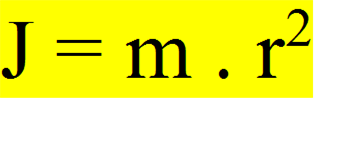 J = m . r²